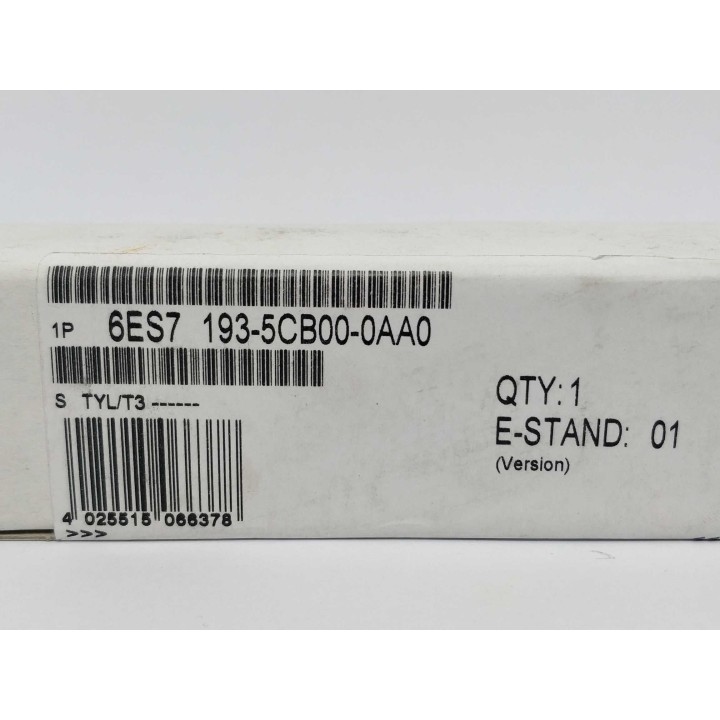 1P 6ES7 193-5CB00-0AA0
S TYL/T3 ------
4 025515 066378
>>>
QTY: 1
E-STAND: 01
(Version)